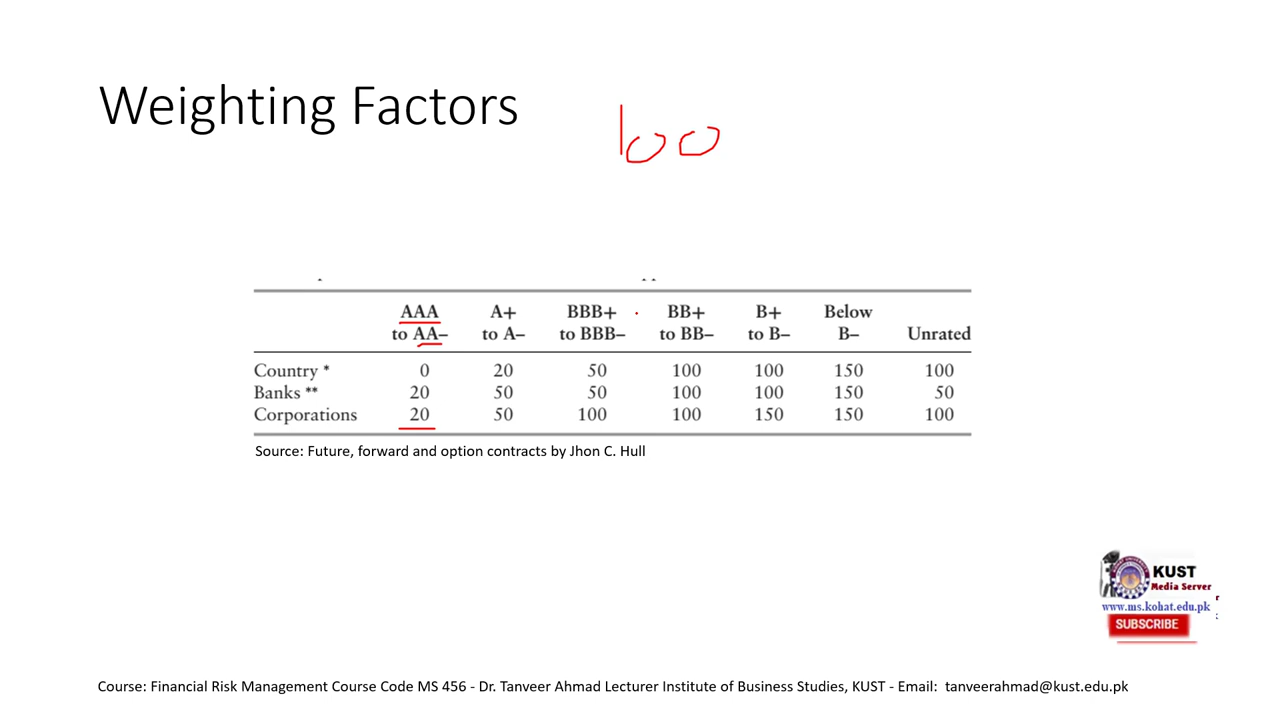 Weighting Factors
100
AAA to AA– A+ to A– BBB+ to BBB– BB+ to BB– B+ to B– Below B– Unrated
Country * 0 20 50 100 100 150 100
Banks ** 20 50 50 100 100 150 50
Corporations 20 50 100 100 150 150 100
Source: Future, forward and option contracts by Jhon C. Hull
KUST
Media Server
www.ms.kohat.edu.pk
SUBSCRIBE
Course: Financial Risk Management Course Code MS 456 - Dr. Tanveer Ahmad Lecturer Institute of Business Studies, KUST - Email: tanveerahmad@kust.edu.pk